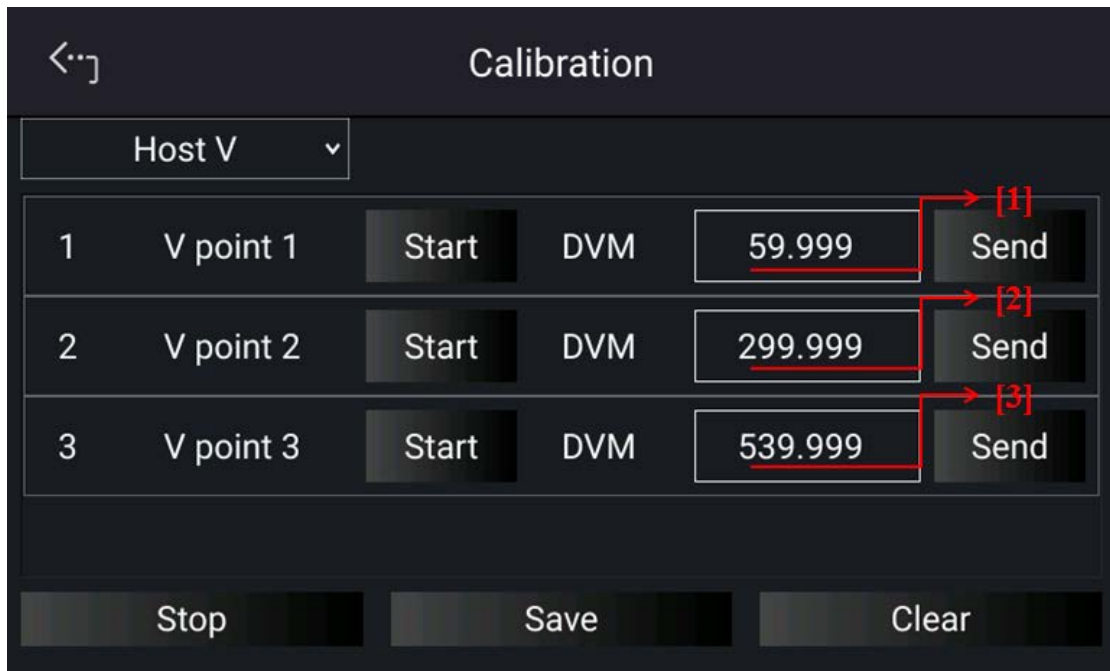 Calibration
Host V
[1]
1 V point 1 Start DVM 59.999 Send
[2]
2 V point 2 Start DVM 299.999 Send
[3]
3 V point 3 Start DVM 539.999 Send
Stop Save Clear